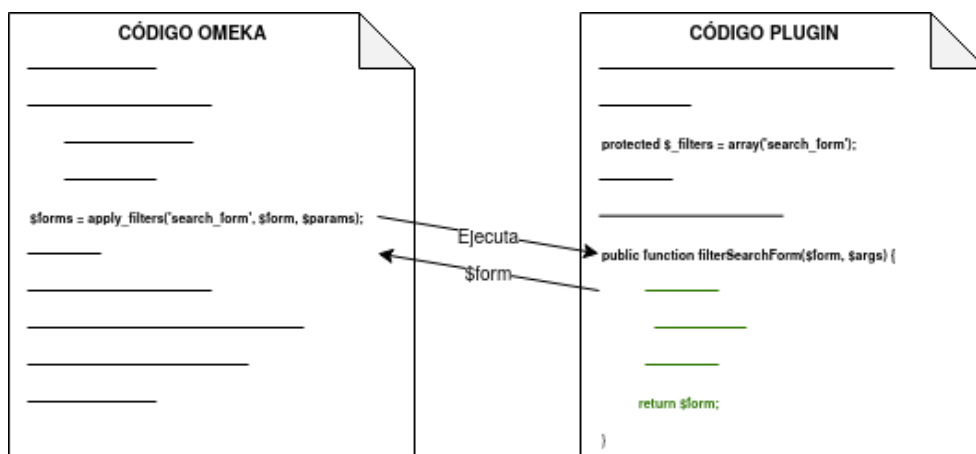 CÓDIGO OMEKA
$forms = apply_filters('search_form', $form, $params);
Ejecuta
$form
CÓDIGO PLUGIN
protected $_filters = array('search_form');
public function filterSearchForm($form, $args) {
return $form;
}